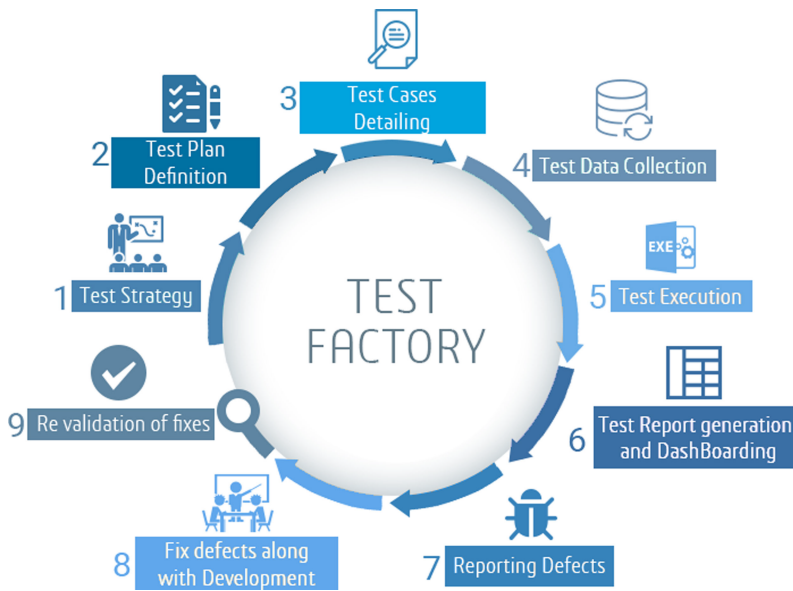 3
Test Cases
Detailing
2
Test Plan
Definition
4
Test Data Collection
1
Test Strategy
EXE
5
Test Execution
TEST
FACTORY
9
Re validation of fixes
6
Test Report generation
and DashBoarding
8
Fix defects along
with Development
7
Reporting Defects